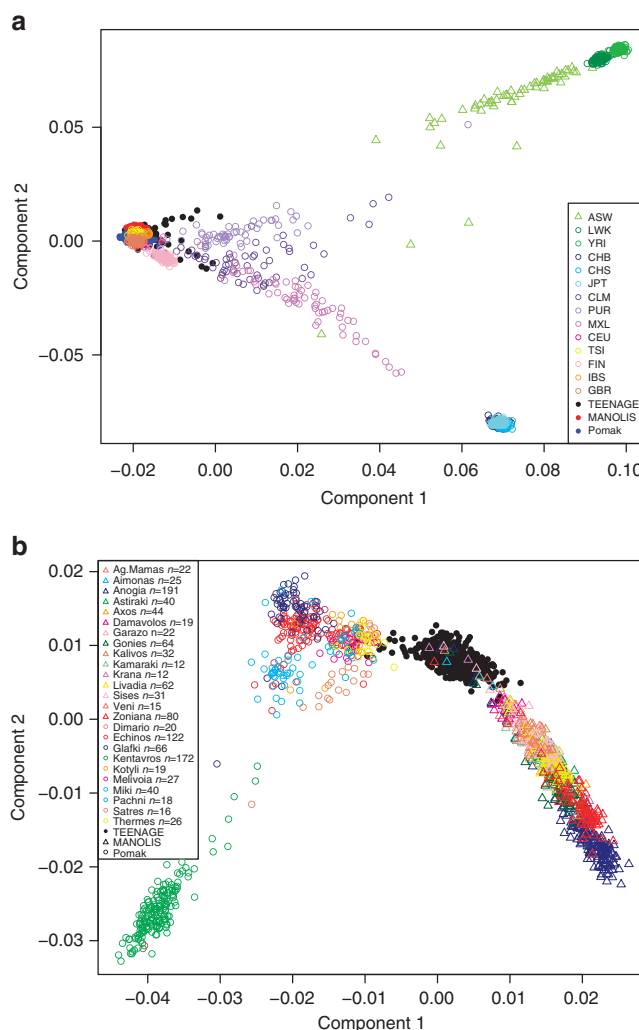 a
Component 2
0.05
0.00
−0.05
−0.02
0.00
0.02
0.04
0.06
0.08
0.10
Component 1
ASW
LWK
YRI
CHB
CHS
JPT
CLM
PUR
MXL
CEU
TSI
FIN
IBS
GBR
TEENAGE
MANOLIS
Pomak
b
Component 2
0.02
0.01
0.00
−0.01
−0.02
−0.03
Ag.Mamas n=22
Aimonas n=25
Anogia n=191
Astiraki n=40
Axos n=44
Damavolos n=19
Garazo n=22
Gonies n=64
Kalivos n=32
Kamaraki n=12
Krana n=12
Livadia n=62
Sises n=31
Veni n=15
Zoniana n=80
Dimario n=20
Echinos n=122
Glafki n=66
Kentavros n=172
Kotyli n=19
Melivoia n=27
Miki n=40
Pachni n=18
Satres n=16
Thermes n=26
TEENAGE
MANOLIS
Pomak
−0.04
−0.03
−0.02
−0.01
0.00
0.01
0.02
Component 1